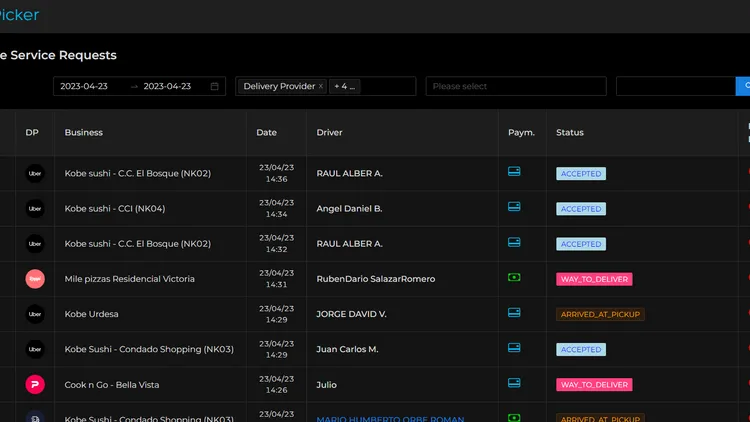 Picker
e Service Requests
2023-04-23 → 2023-04-23 Delivery Provider x + 4 ... Please select
DP Business Date Driver Paym. Status
Uber Kobe sushi - C.C. El Bosque (NK02) 23/04/23 14:36 RAUL ALBER A. ACCEPTED
Uber Kobe sushi - CCI (NK04) 23/04/23 14:34 Angel Daniel B. ACCEPTED
Uber Kobe sushi - C.C. El Bosque (NK02) 23/04/23 14:32 RAUL ALBER A. ACCEPTED
Mile pizzas Residencial Victoria 23/04/23 14:31 RubenDario SalazarRomero WAY_TO_DELIVER
Uber Kobe Urdesa 23/04/23 14:29 JORGE DAVID V. ARRIVED_AT_PICKUP
Uber Kobe Sushi - Condado Shopping (NK03) 23/04/23 14:29 Juan Carlos M. ACCEPTED
Cook n Go - Bella Vista 23/04/23 14:26 Julio WAY_TO_DELIVER
Kobe Sushi - Condado Shopping (NK03) 23/04/23 MARIO HUMBERTO ORBE ROMAN ARRIVED_AT_PICKUP